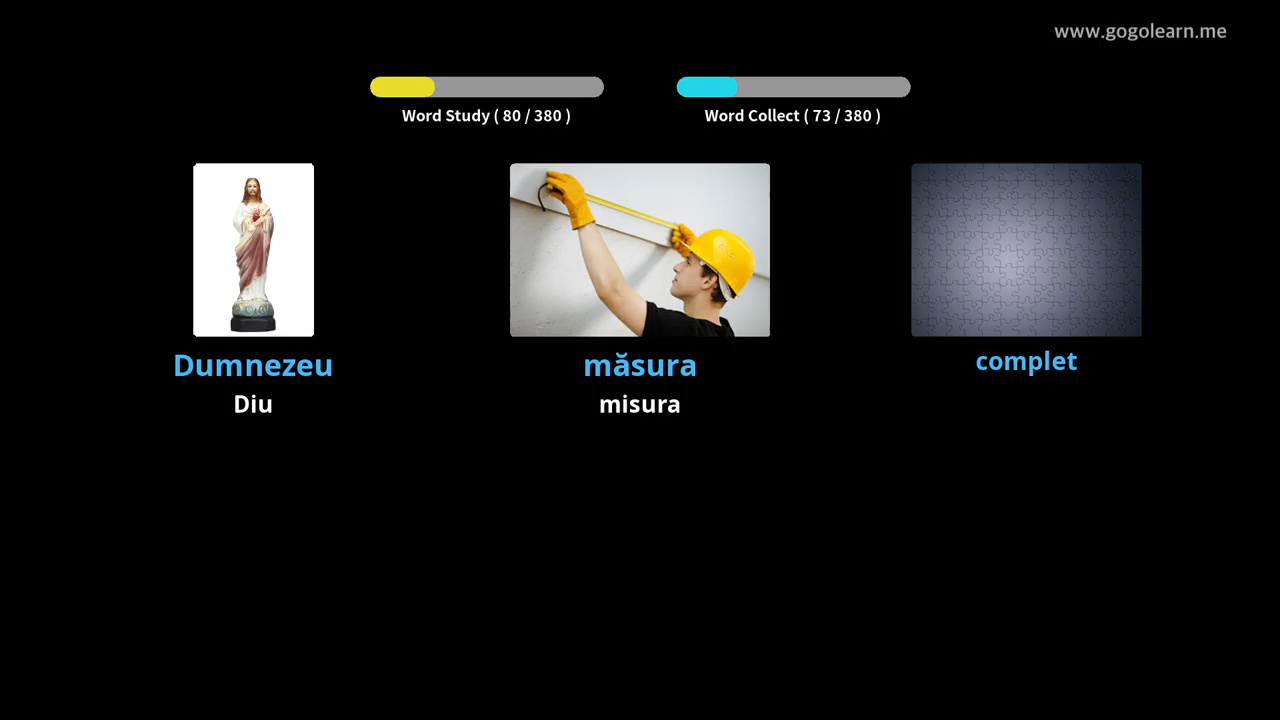 www.gogolearn.me
Word Study ( 80 / 380 )
Word Collect ( 73 / 380 )
Dumnezeu
Diu
măsura
misura
complet